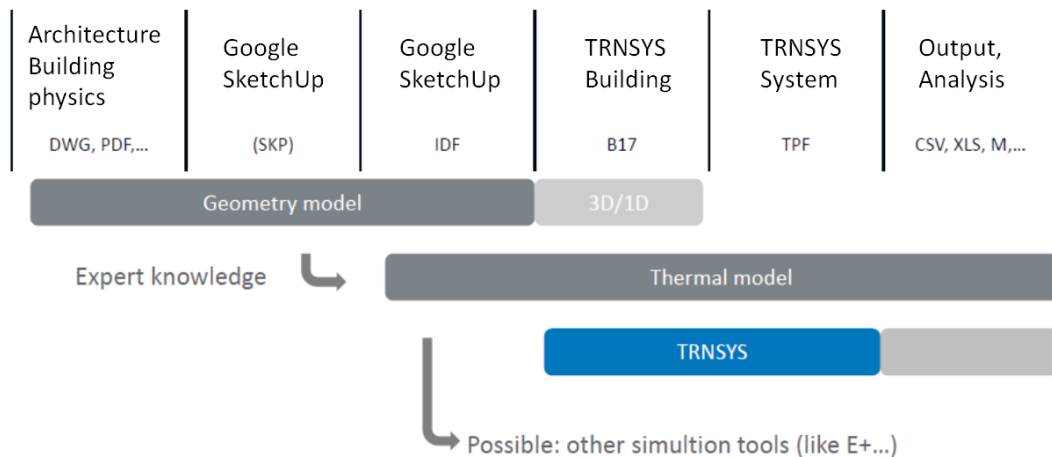 Architecture
Building
physics
DWG, PDF,...
Google
SketchUp
(SKP)
Google
SketchUp
IDF
TRNSYS
Building
B17
TRNSYS
System
TPF
Output,
Analysis
CSV, XLS, M,...
Geometry model
3D/1D
Expert knowledge
Thermal model
TRNSYS
Possible: other simultion tools (like E+...)